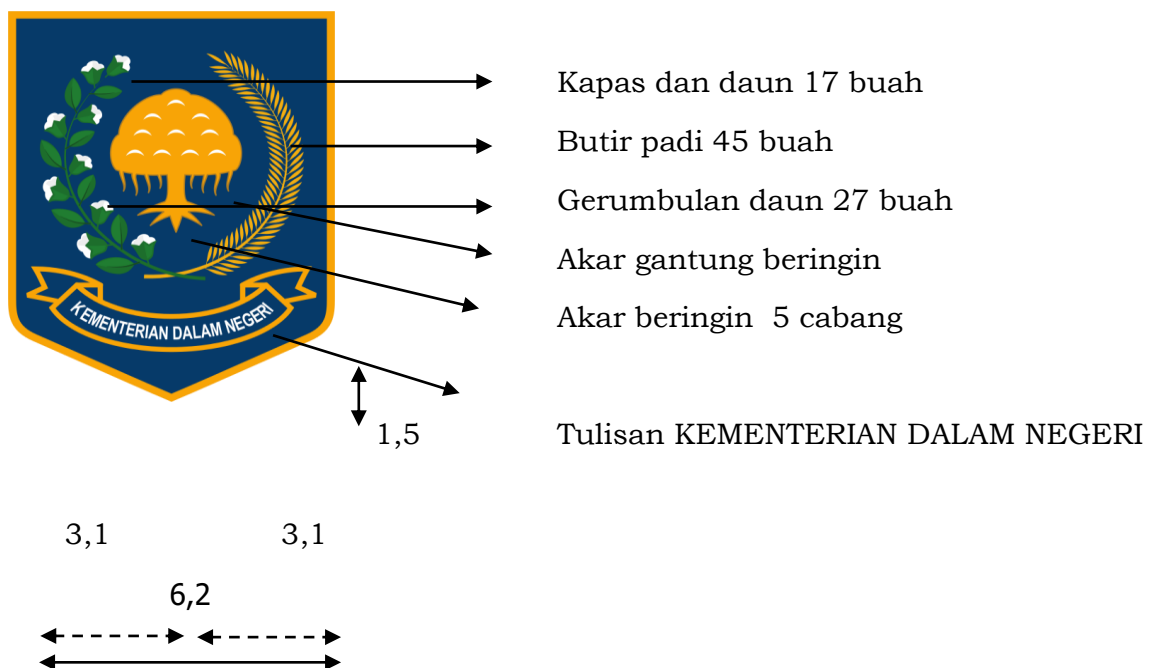 Kapas dan daun 17 buah
Butir padi 45 buah
Gerumbulan daun 27 buah
Akar gantung beringin
Akar beringin 5 cabang
KEMENTERIAN DALAM NEGERI
1,5
Tulisan KEMENTERIAN DALAM NEGERI
3,1 3,1
6,2